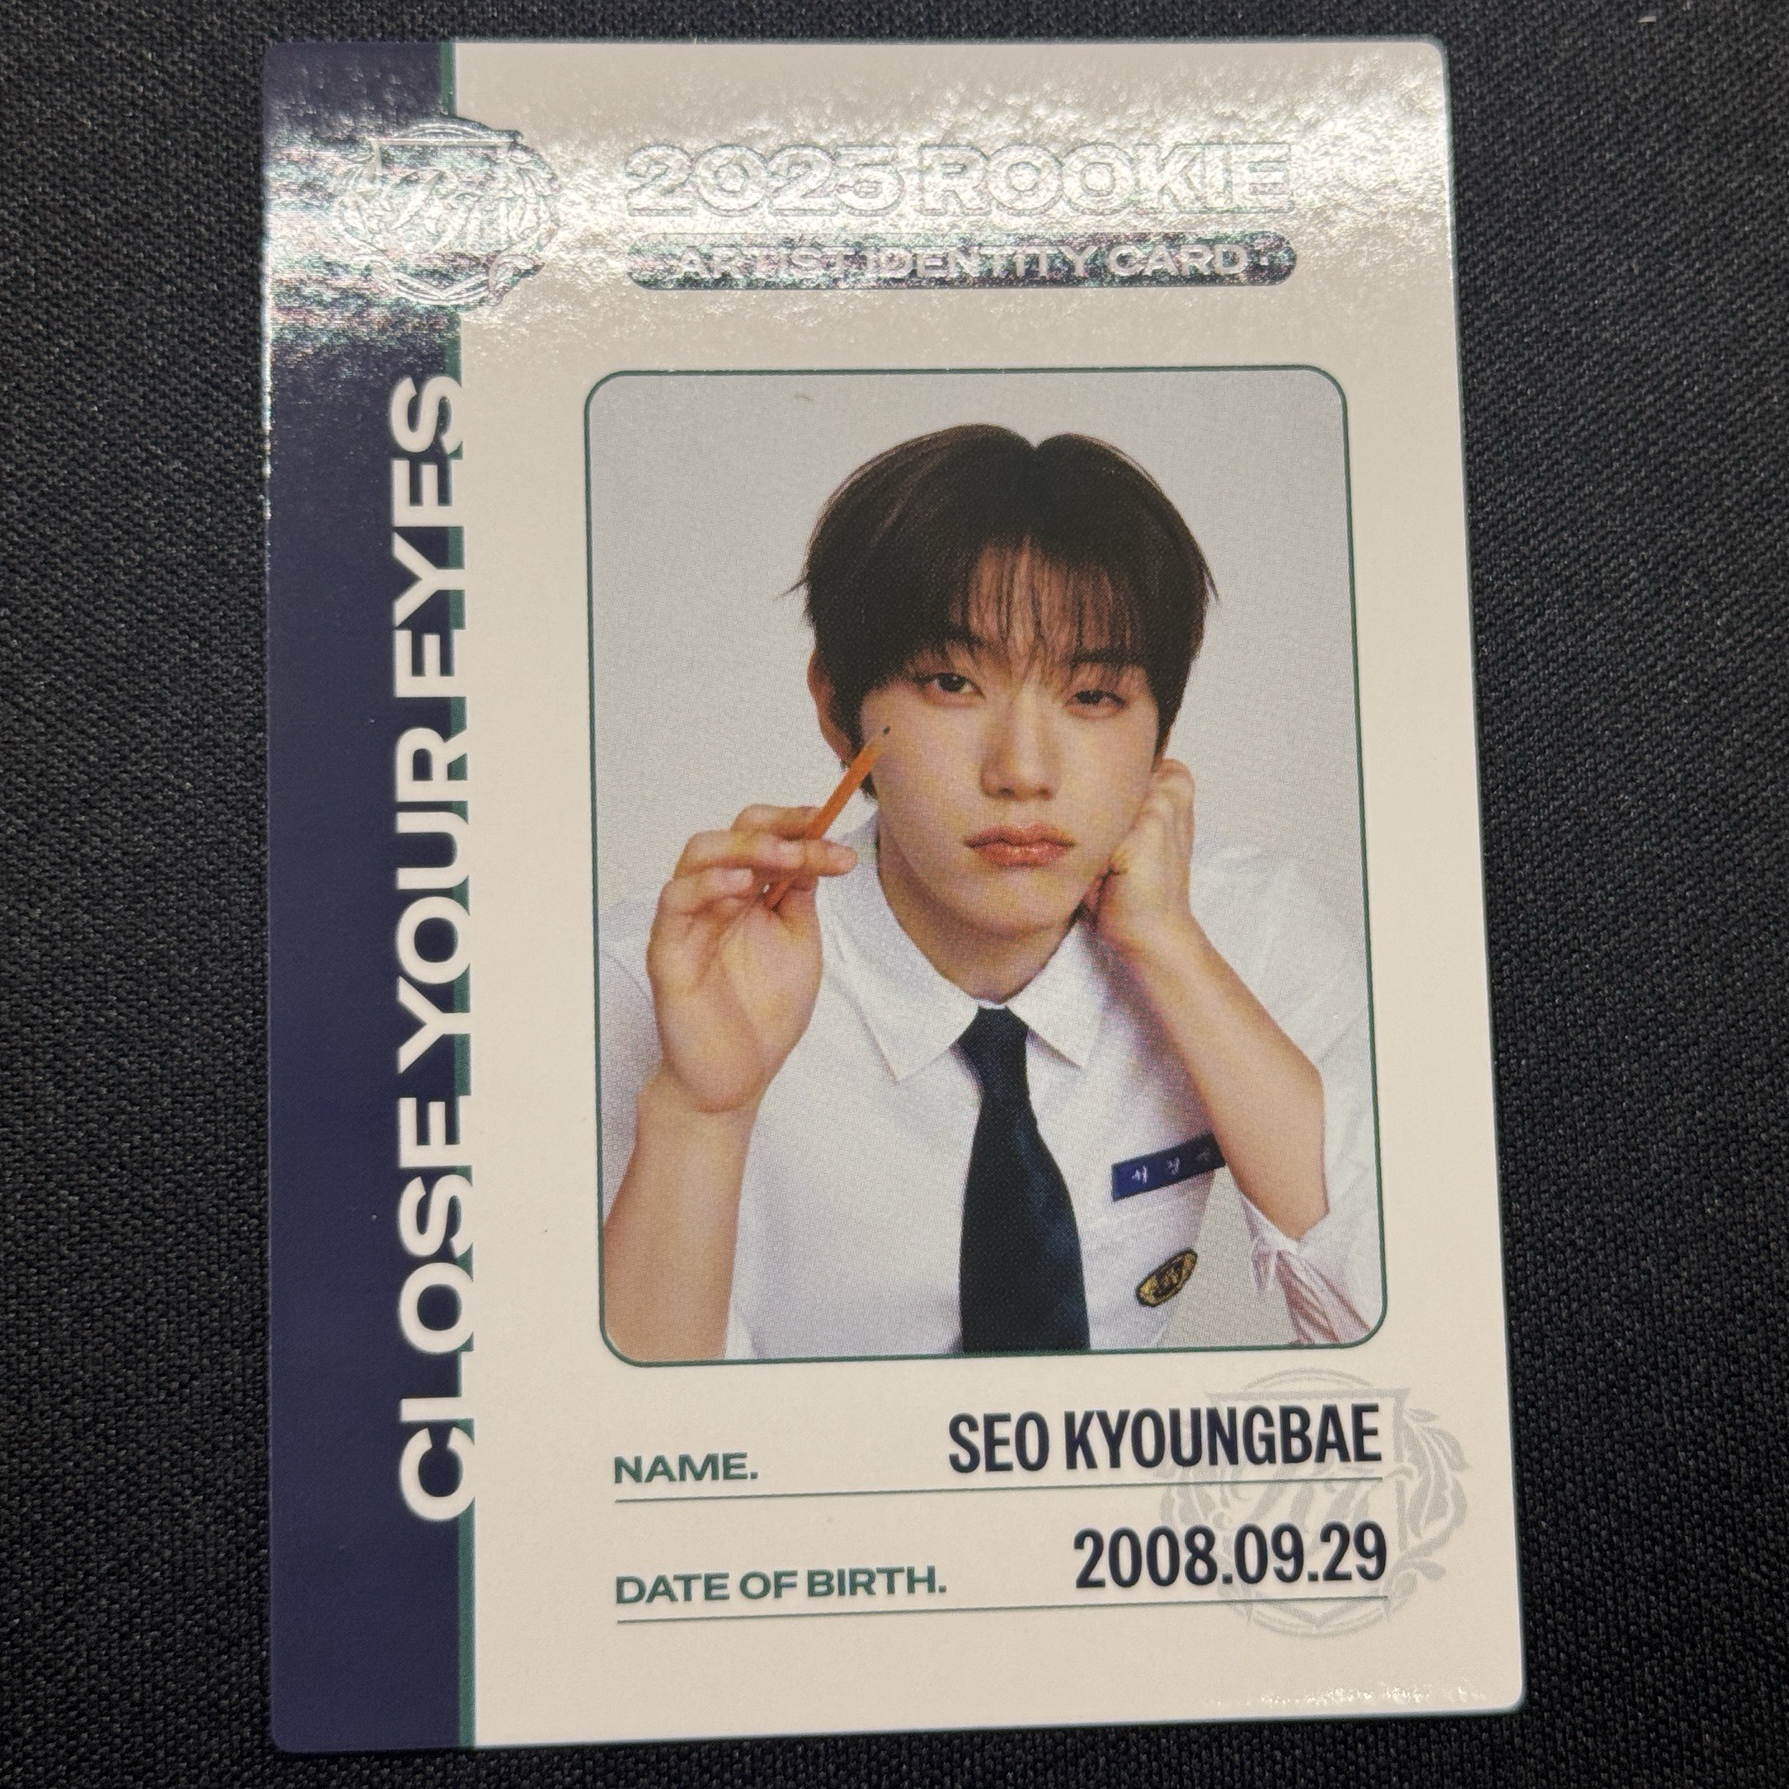 2025 ROOKIE
ARTIST IDENTITY CARD
CLOSE YOUR EYES
NAME. SEO KYOUNGBAE
DATE OF BIRTH. 2008.09.29